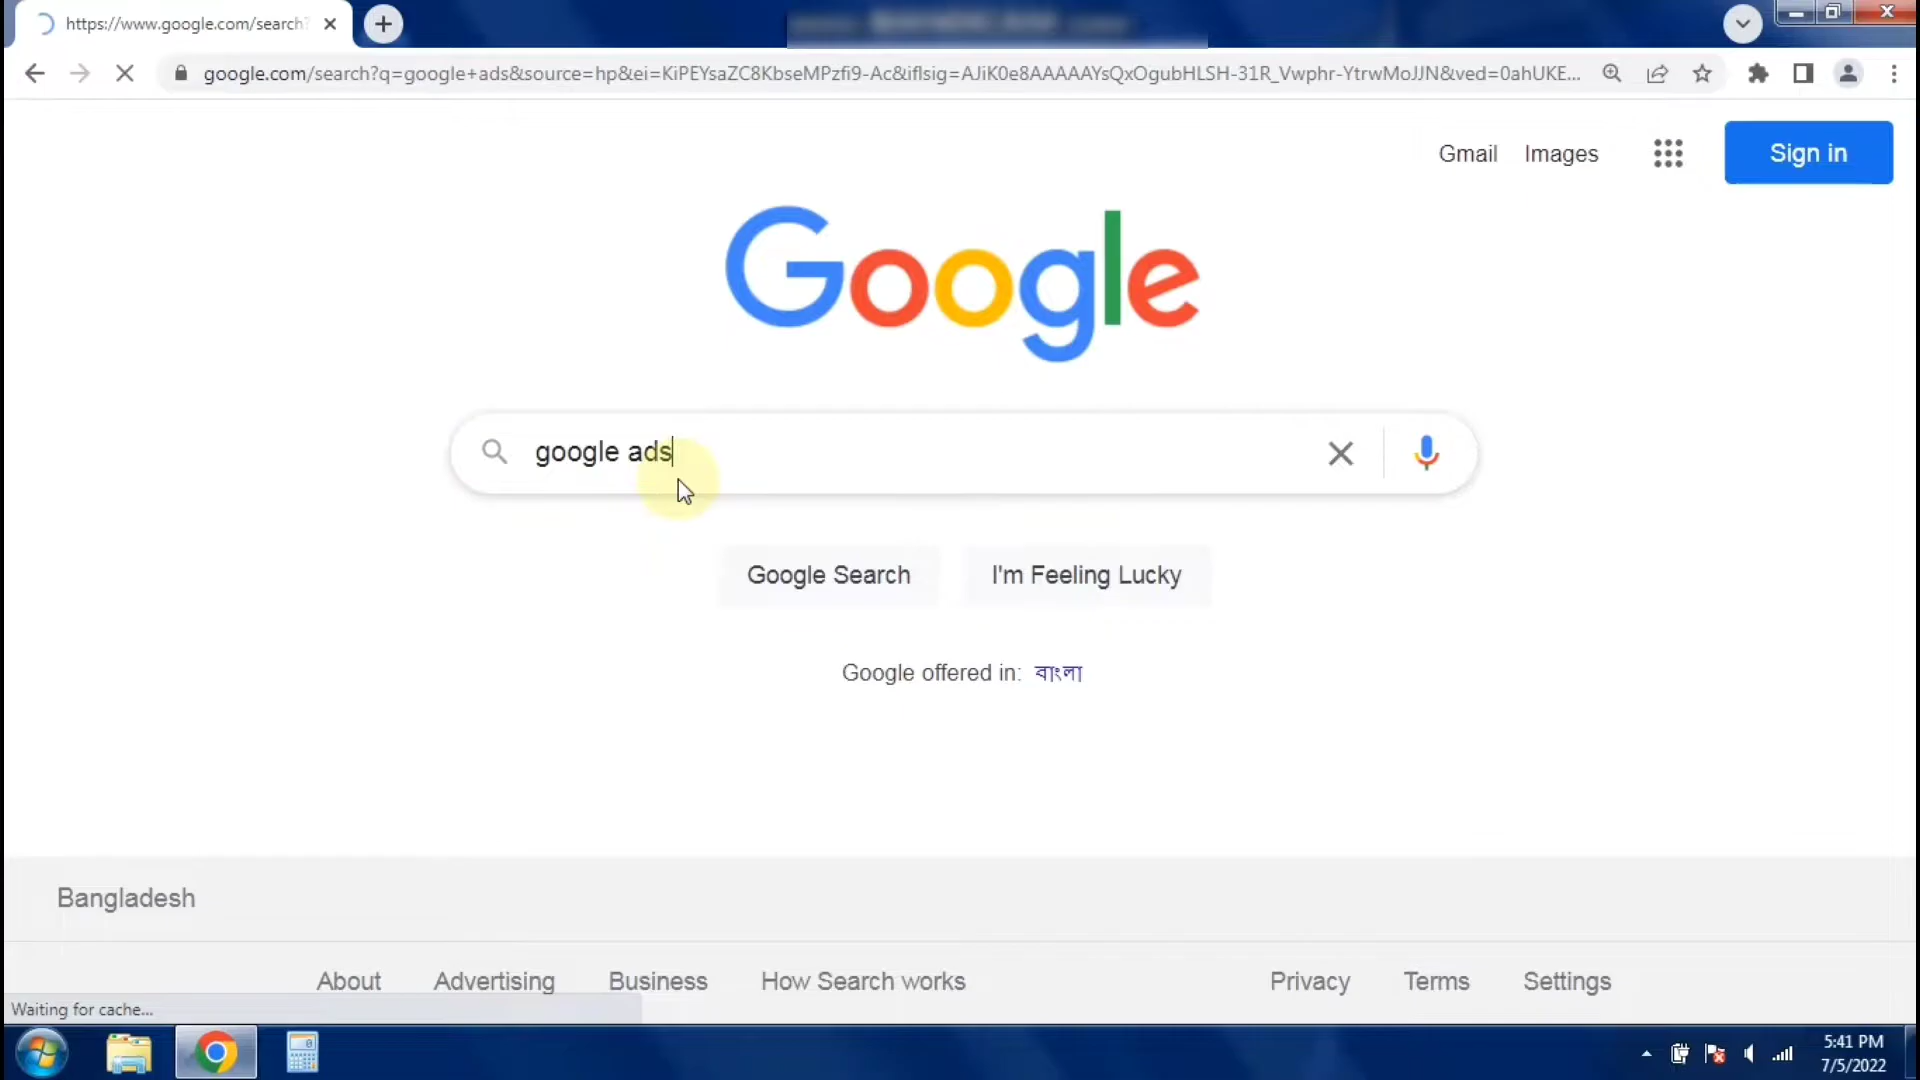 https://www.google.com/search?
google.com/search?q=google+ads&source=hp&ei=KiPEYsaZC8KbseMPzfi9-Ac&iflsig=AJiK0e8AAAAAYsQxOgubHLSH-31R_Vwphr-YtrwMoJJN&ved=0ahUKE...
Gmail Images Sign in
Google
google ads
Google Search I'm Feeling Lucky
Google offered in: বাংলা
Bangladesh
About Advertising Business How Search works Privacy Terms Settings
Waiting for cache...
5:41 PM
7/5/2022